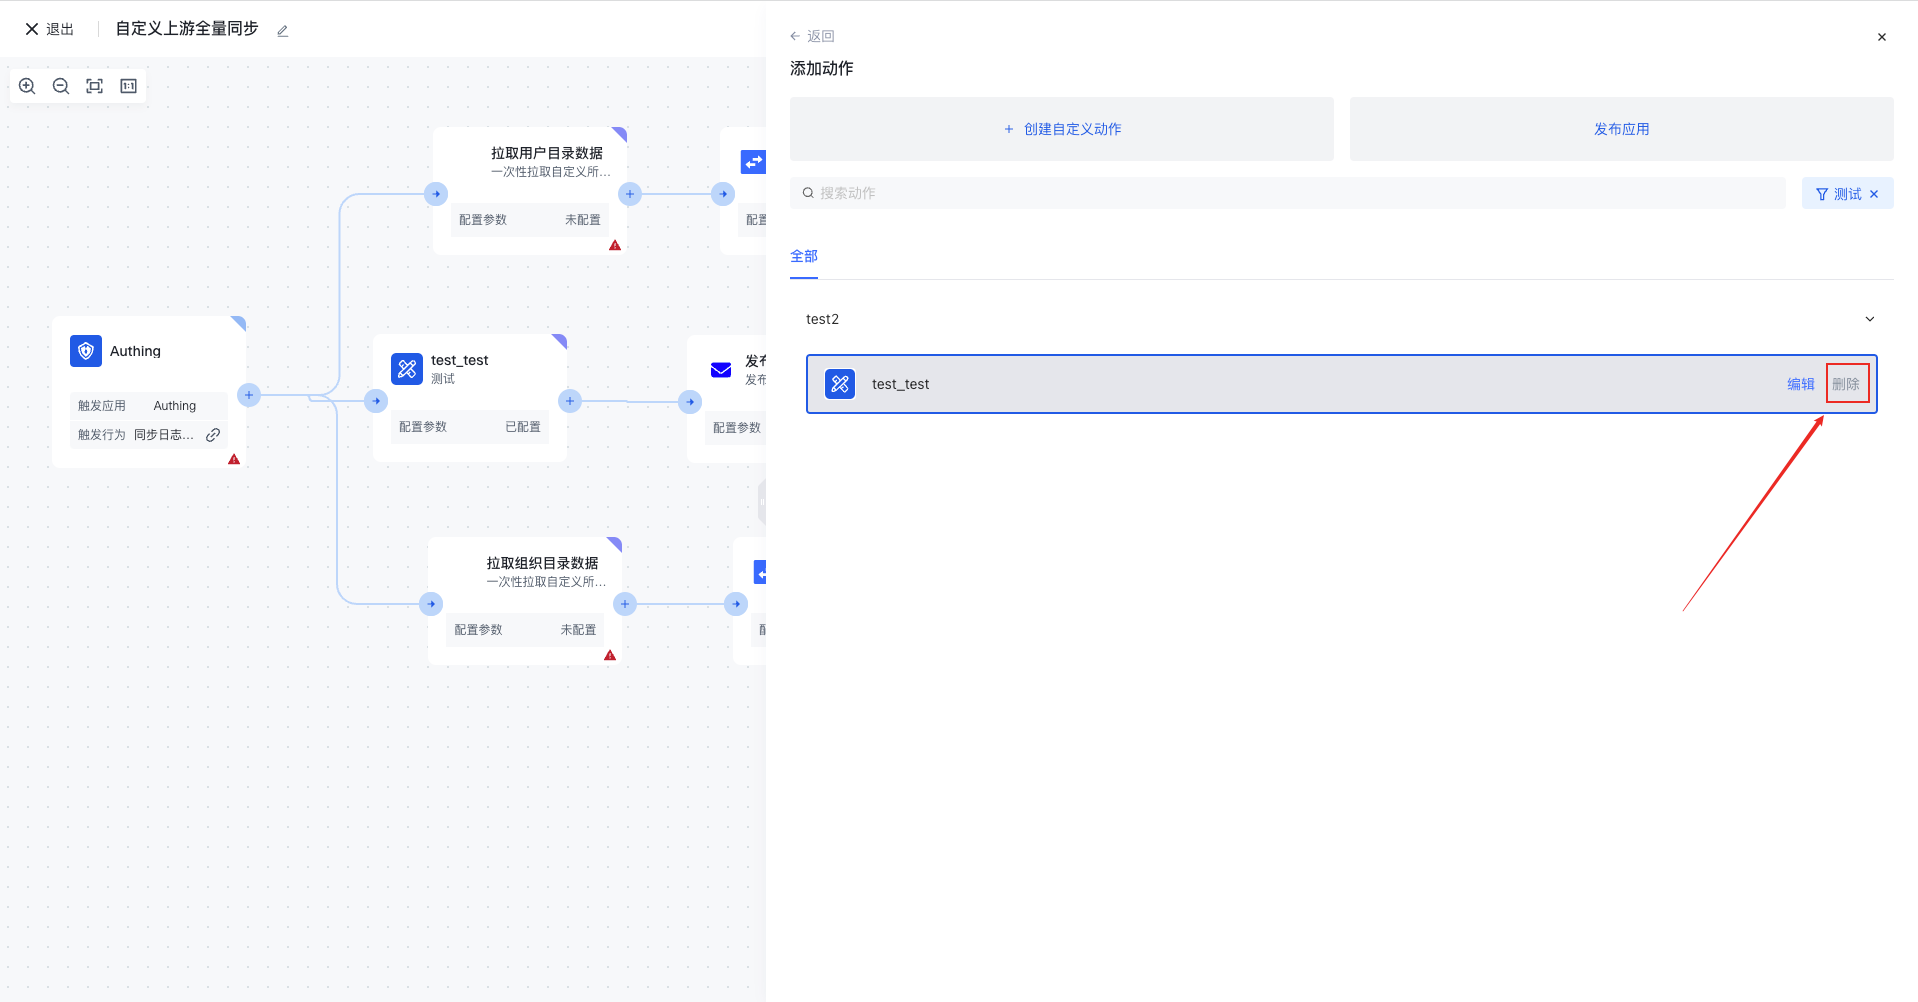 退出
自定义上游全量同步
1:1
拉取用户目录数据
一次性拉取自定义所...
配置参数 未配置
配置
Authing
触发应用 Authing
触发行为 同步日志...
test_test
测试
配置参数 已配置
发布
发布
配置参数
拉取组织目录数据
一次性拉取自定义所...
配置参数 未配置
返回
添加动作
+ 创建自定义动作
发布应用
搜索动作
测试
全部
test2
test_test
编辑 删除